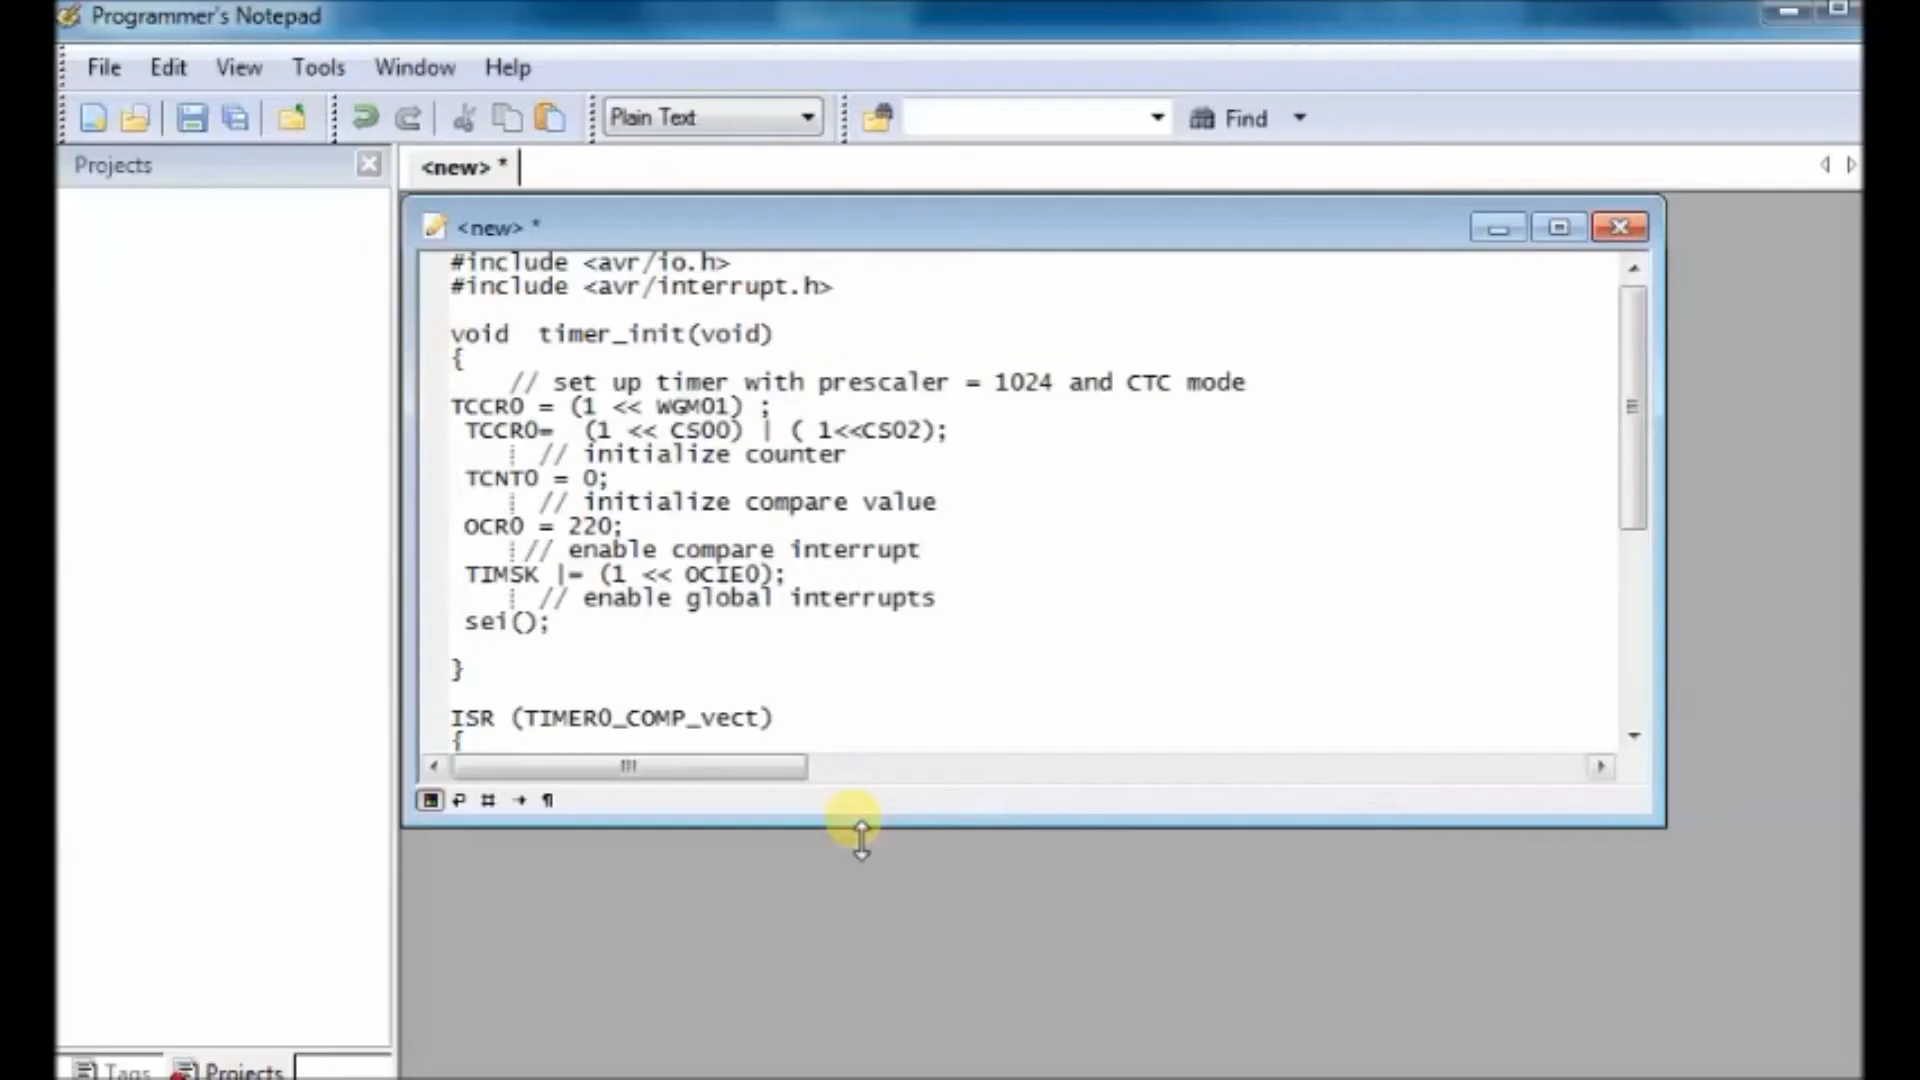 Programmer's Notepad
File Edit View Tools Window Help
Plain Text
Find
Projects
<new> *
<new> *
#include <avr/io.h>
#include <avr/interrupt.h>
void  timer_init(void)
{
// set up timer with prescaler = 1024 and CTC mode
TCCR0 = (1 << WGM01) ;
TCCR0=  (1 << CS00) | ( 1<<CS02);
// initialize counter
TCNT0 = 0;
// initialize compare value
OCR0 = 220;
// enable compare interrupt
TIMSK |= (1 << OCIE0);
// enable global interrupts
sei();
}
ISR (TIMER0_COMP_vect)
{
Tags Projects